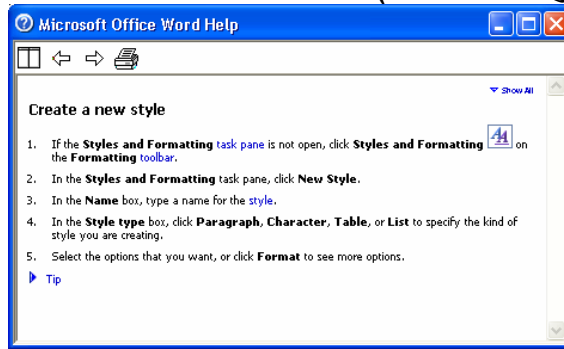 Microsoft Office Word Help
Show All
Create a new style
1. If the Styles and Formatting task pane is not open, click Styles and Formatting on
the Formatting toolbar.
2. In the Styles and Formatting task pane, click New Style.
3. In the Name box, type a name for the style.
4. In the Style type box, click Paragraph, Character, Table, or List to specify the kind of
style you are creating.
5. Select the options that you want, or click Format to see more options.
Tip